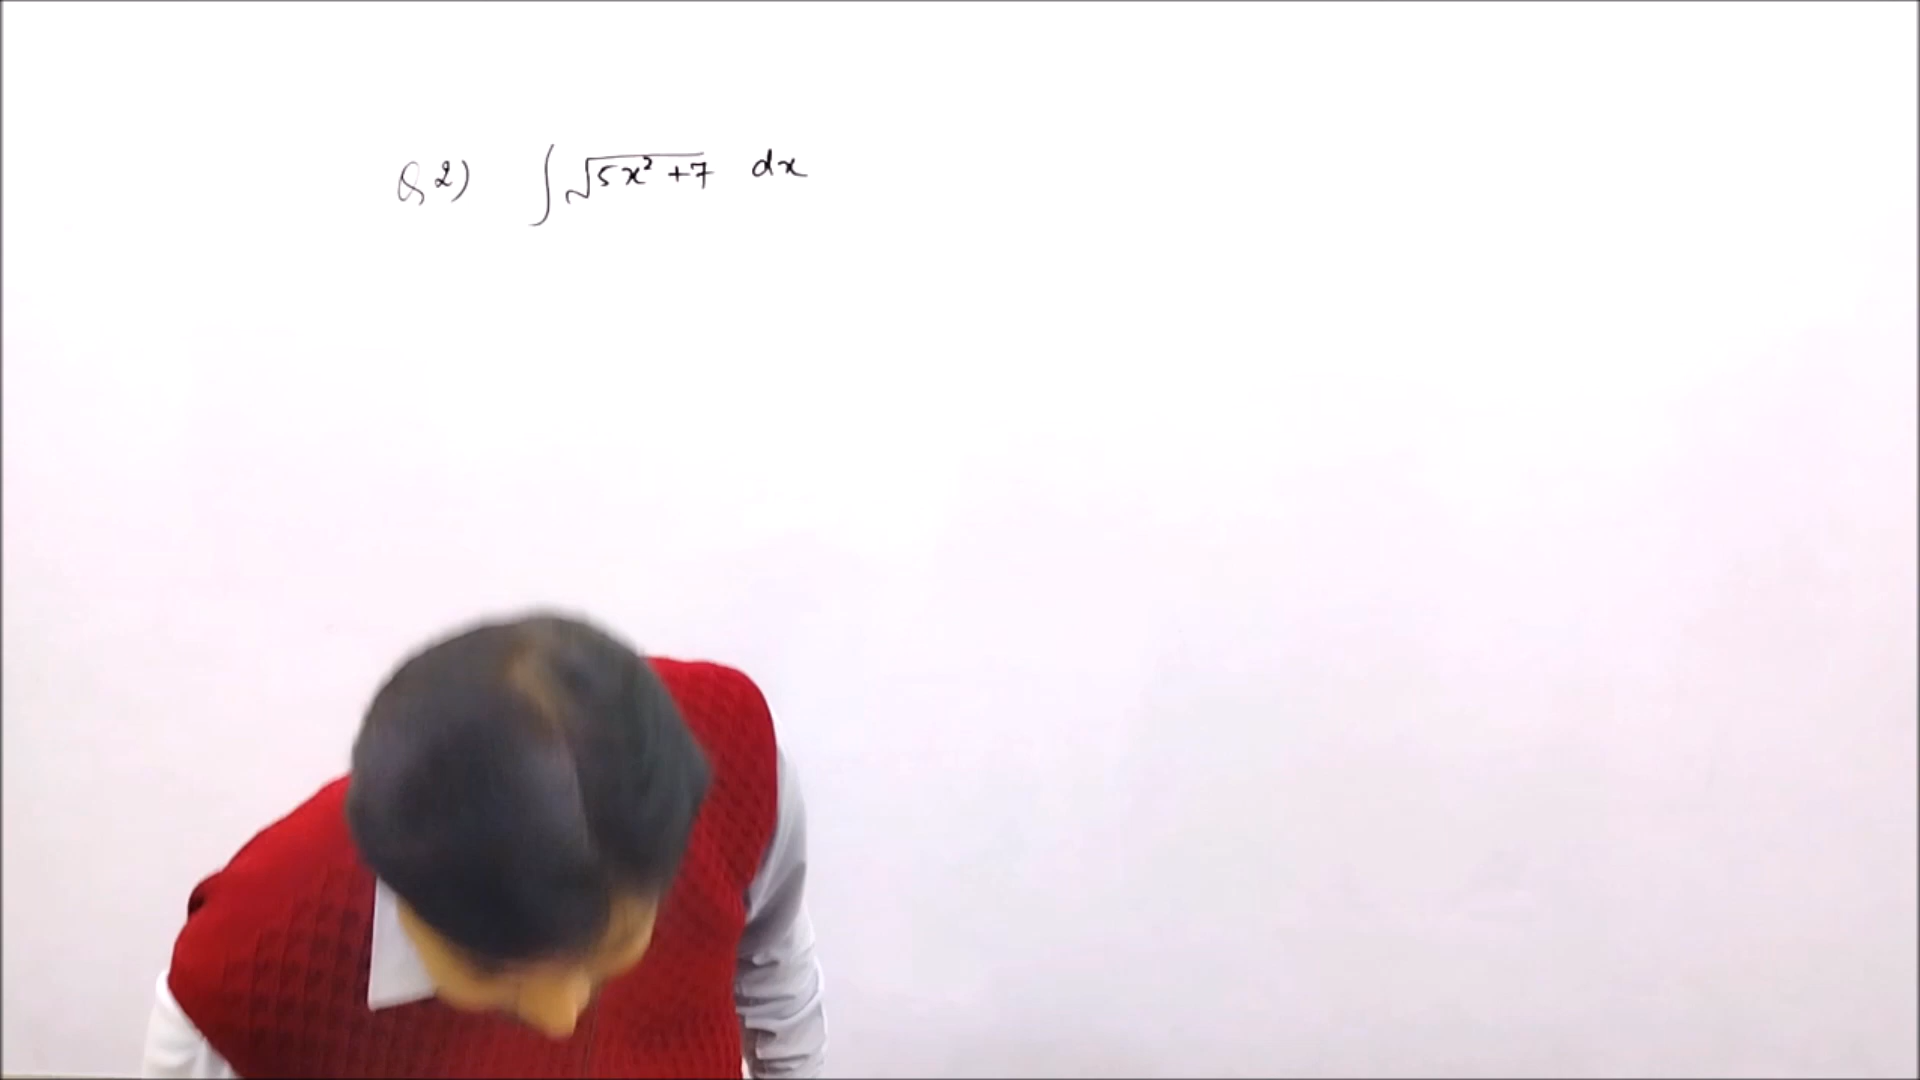 Q2) ∫ √(5x² + 7) dx